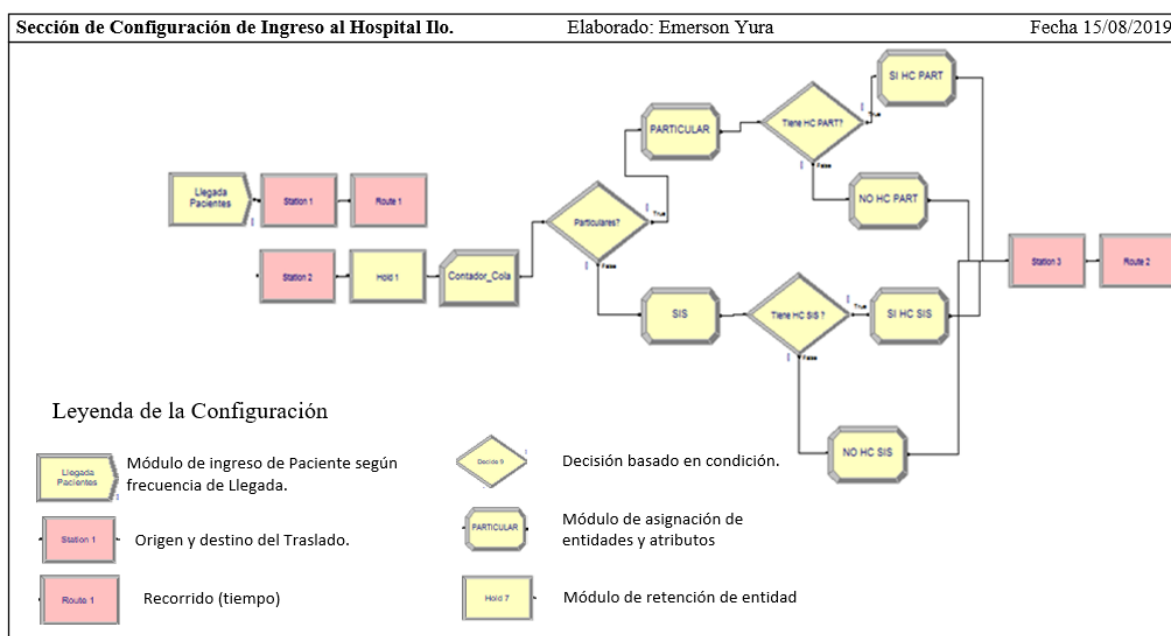 Sección de Configuración de Ingreso al Hospital Ilo. Elaborado: Emerson Yura Fecha 15/08/2019
SI HC PART
True
PARTICULAR
Tiene HC PART?
False
Llegada
Pacientes
Station 1
Route 1
NO HC PART
Particulares?
True
False
Station 2
Hold 1
Contador_Cola
Station 3
Route 2
SIS
Tiene HC SIS ?
True
SI HC SIS
False
NO HC SIS
Leyenda de la Configuración
Llegada
Pacientes
Módulo de ingreso de Paciente según
frecuencia de Llegada.
Decide 9
Decisión basado en condición.
Station 1
Origen y destino del Traslado.
PARTICULAR
Módulo de asignación de
entidades y atributos
Route 1
Recorrido (tiempo)
Hold 7
Módulo de retención de entidad